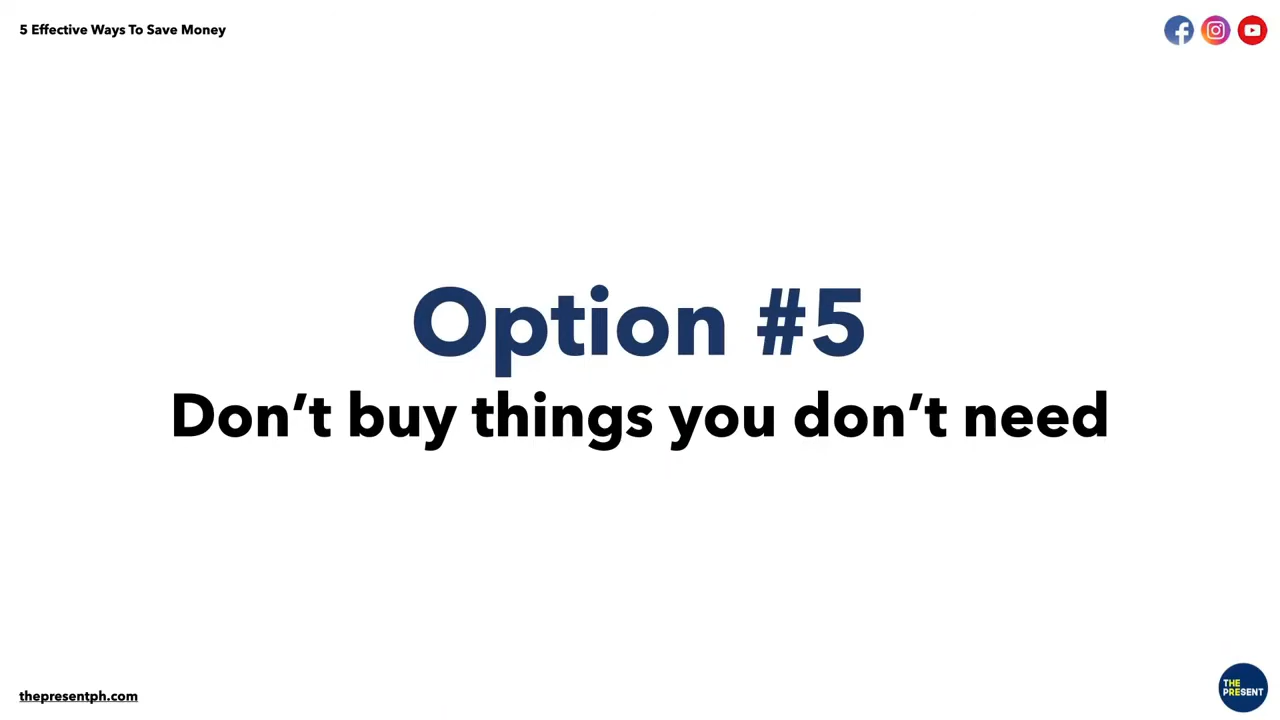 5 Effective Ways To Save Money
Option #5
Don’t buy things you don’t need
thepresentph.com
THE
PRESENT